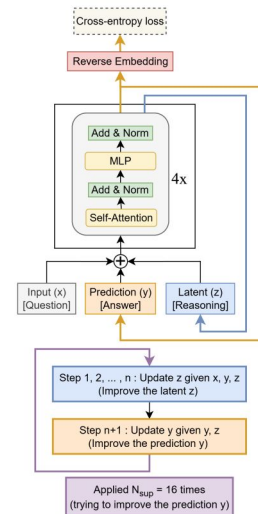 Cross-entropy loss
Reverse Embedding
Add & Norm
MLP
4x
Add & Norm
Self-Attention
Input (x)
[Question]
Prediction (y)
[Answer]
Latent (z)
[Reasoning]
Step 1, 2, ... , n : Update z given x, y, z
(Improve the latent z)
Step n+1 : Update y given y, z
(Improve the prediction y)
Applied Nsup = 16 times
(trying to improve the prediction y)